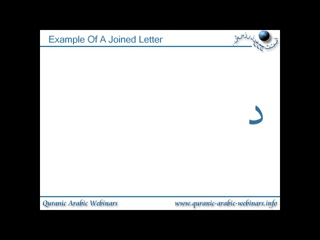 Example Of A Joined Letter
د
Quranic Arabic Webinars
www.quranic-arabic-webinars.info